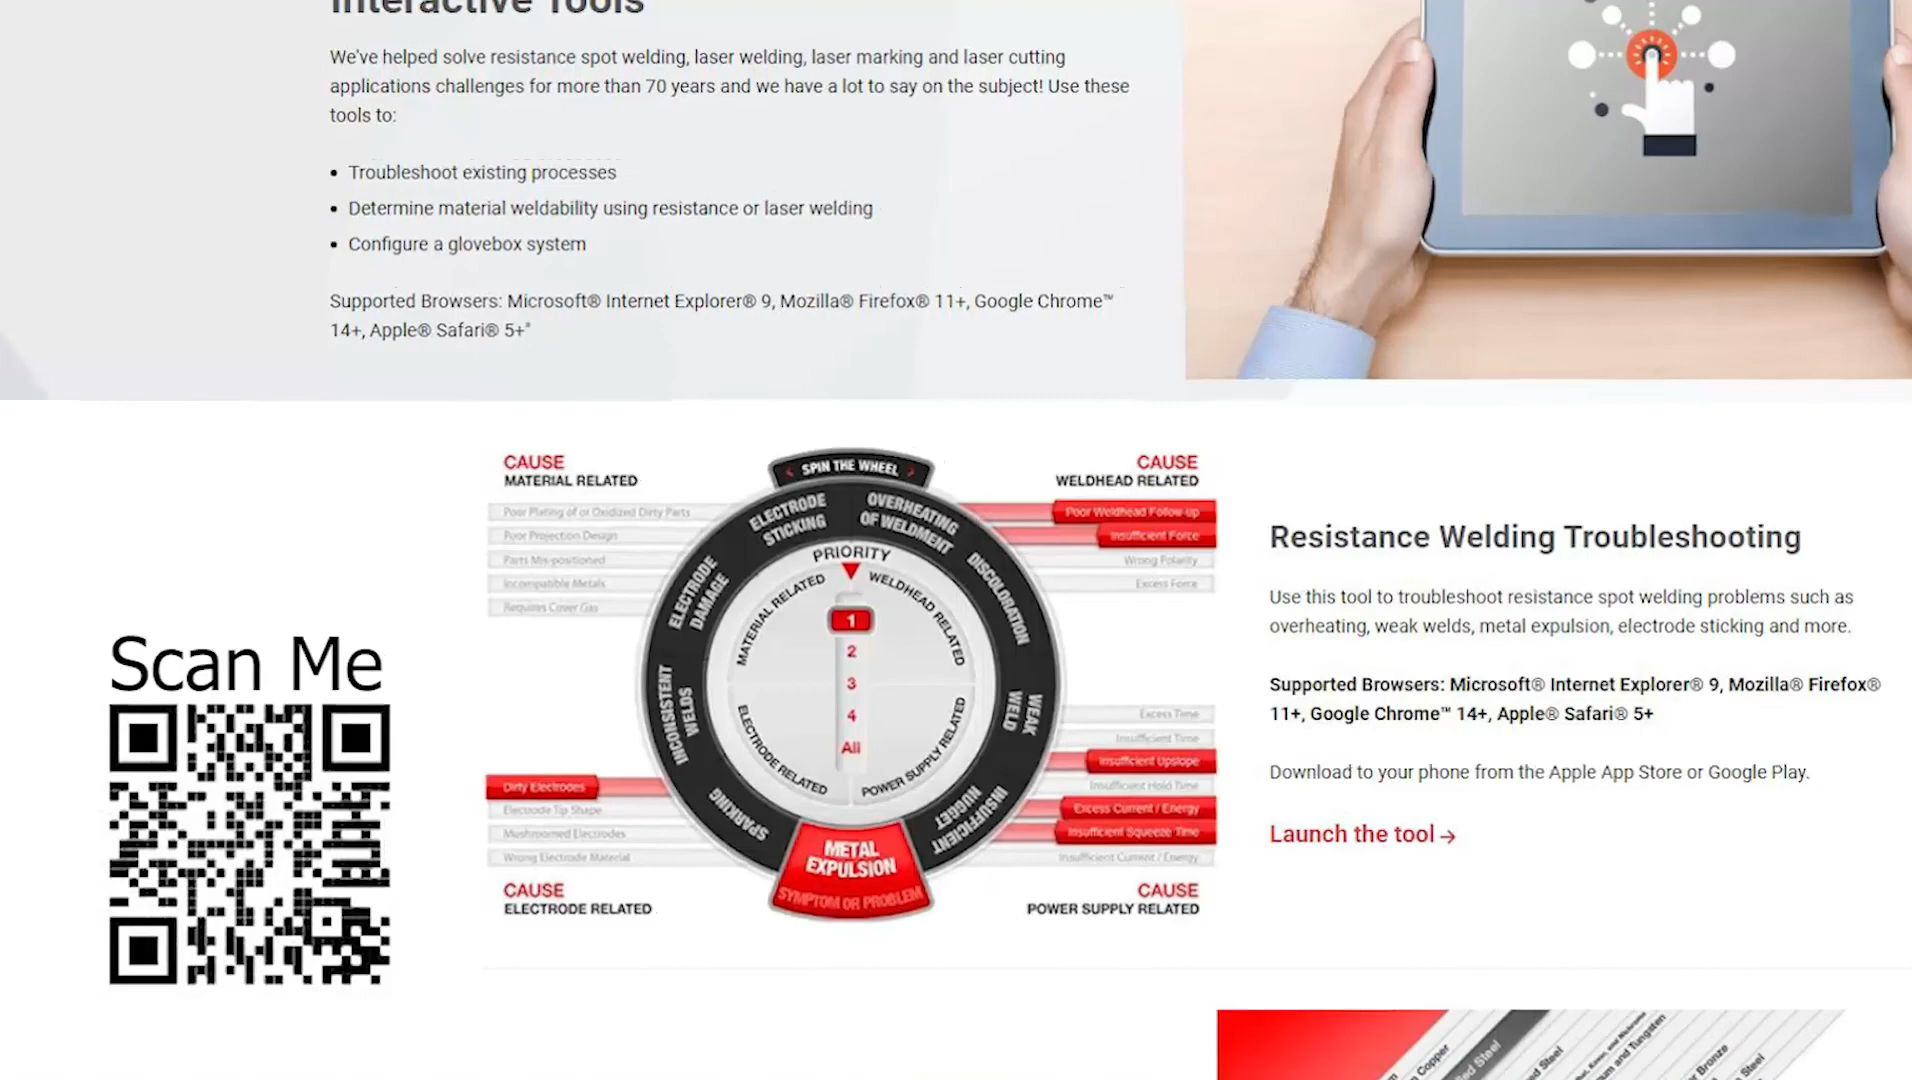 Interactive Tools
We've helped solve resistance spot welding, laser welding, laser marking and laser cutting
applications challenges for more than 70 years and we have a lot to say on the subject! Use these
tools to:
• Troubleshoot existing processes
• Determine material weldability using resistance or laser welding
• Configure a glovebox system
Supported Browsers: Microsoft® Internet Explorer® 9, Mozilla® Firefox® 11+, Google Chrome™
14+, Apple® Safari® 5+*
Scan Me
CAUSE
MATERIAL RELATED
Poor Plating of or Oxidized Dirty Parts
Poor Projection Design
Parts Mis-positioned
Incompatible Metals
Requires Cover Gas
CAUSE
WELDHEAD RELATED
Poor Weldhead Follow-up
Insufficient Force
Wrong Polarity
Excess Force
SPIN THE WHEEL
ELECTRODE
STICKING
OVERHEATING
OF WELDMENT
DISCOLORATION
WEAK
WELD
INSUFFICIENT
NUGGET
METAL
EXPULSION
SYMPTOM OR PROBLEM
SPARKING
INCONSISTENT
WELDS
ELECTRODE
DAMAGE
PRIORITY
MATERIAL RELATED
WELDHEAD RELATED
ELECTRODE RELATED
POWER SUPPLY RELATED
1
2
3
4
All
Dirty Electrodes
Electrode Tip Shape
Mushroomed Electrodes
Wrong Electrode Material
CAUSE
ELECTRODE RELATED
Excess Time
Insufficient Time
Insufficient Upslope
Insufficient Hold Time
Excess Current / Energy
Insufficient Squeeze Time
Insufficient Current / Energy
CAUSE
POWER SUPPLY RELATED
Resistance Welding Troubleshooting
Use this tool to troubleshoot resistance spot welding problems such as
overheating, weak welds, metal expulsion, electrode sticking and more.
Supported Browsers: Microsoft® Internet Explorer® 9, Mozilla® Firefox®
11+, Google Chrome™ 14+, Apple® Safari® 5+
Download to your phone from the Apple App Store or Google Play.
Launch the tool →
Copper
Steel
Steel
and Tungsten
Bronze
Steel